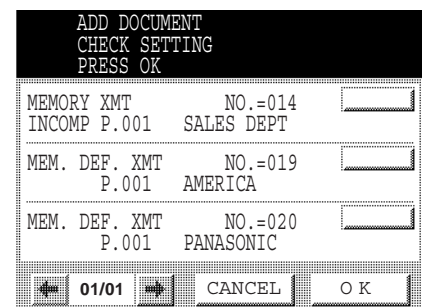 ADD DOCUMENT
CHECK SETTING
PRESS OK
MEMORY XMT NO.=014
INCOMP P.001 SALES DEPT
MEM. DEF. XMT NO.=019
P.001 AMERICA
MEM. DEF. XMT NO.=020
P.001 PANASONIC
01/01 CANCEL O K